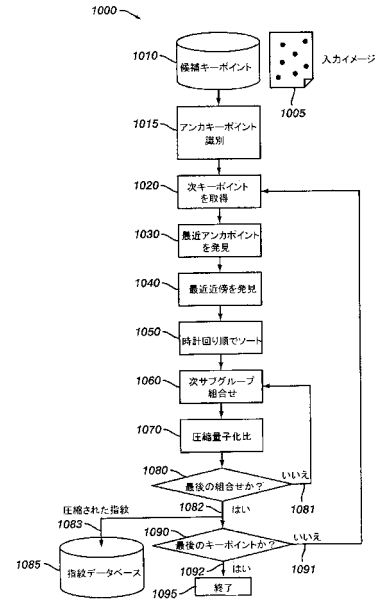 1000
1010
候補キーポイント
入力イメージ
1005
1015
アンカキーポイント
識別
1020
次キーポイント
を取得
1030
最近アンカポイント
を発見
1040
最近近傍を発見
1050
時計回り順でソート
1060
次サブグループ
組合せ
1070
圧縮量子化比
1080
最後の組合せか?
いいえ
1081
1082
はい
圧縮された指紋
1083
1090
最後のキーポイントか?
いいえ
1091
1085
指紋データベース
1092
はい
1095
終了